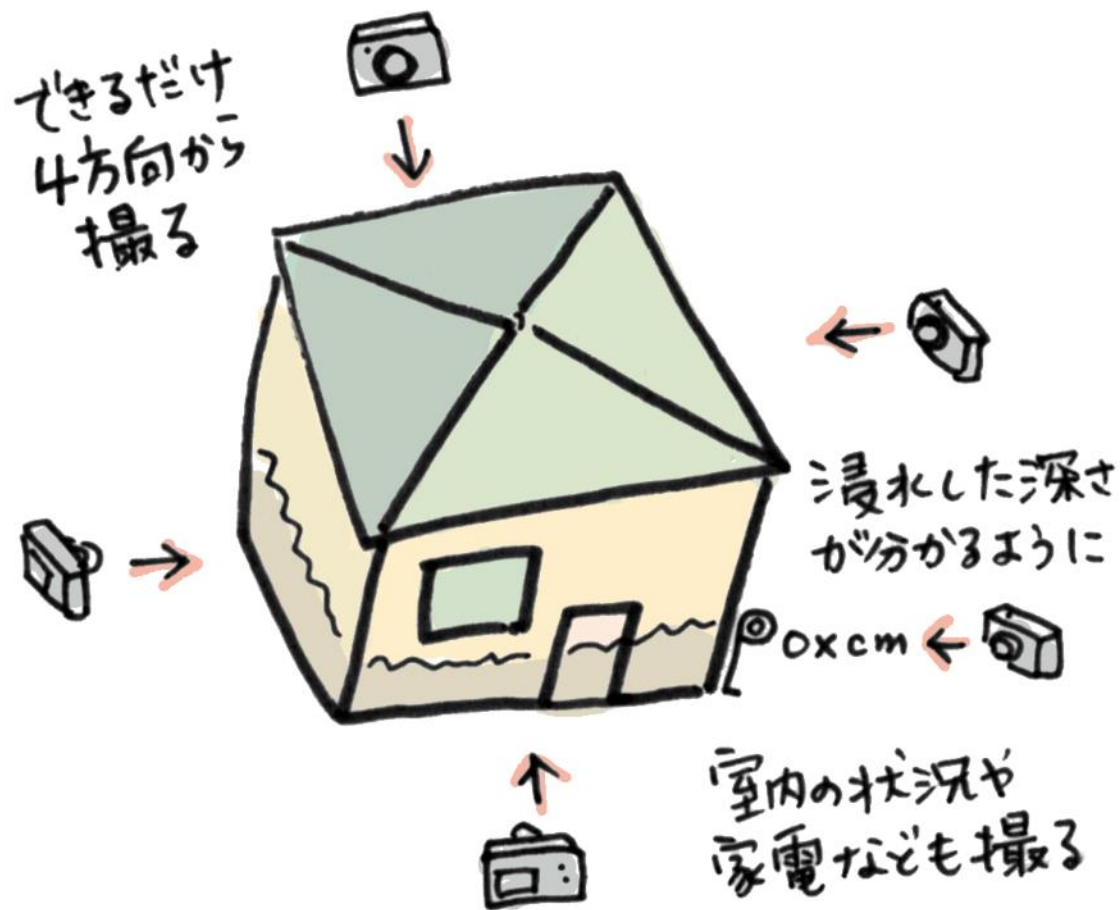 できるだけ
4方向から
撮る
浸水した深さ
が分かるように
○×cm
室内の状況や
家電なども撮る